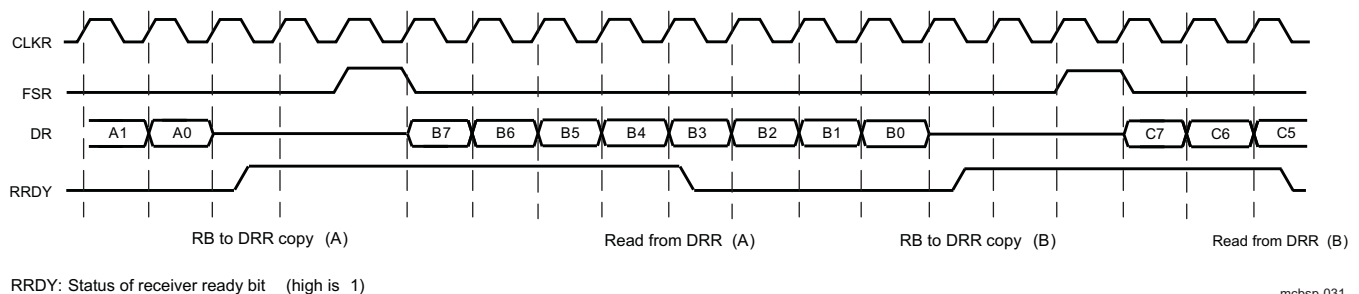 CLKR
FSR
DR A1 A0 B7 B6 B5 B4 B3 B2 B1 B0 C7 C6 C5
RRDY
RB to DRR copy (A) Read from DRR (A) RB to DRR copy (B) Read from DRR (B)
RRDY: Status of receiver ready bit (high is 1)
mcbsp-031